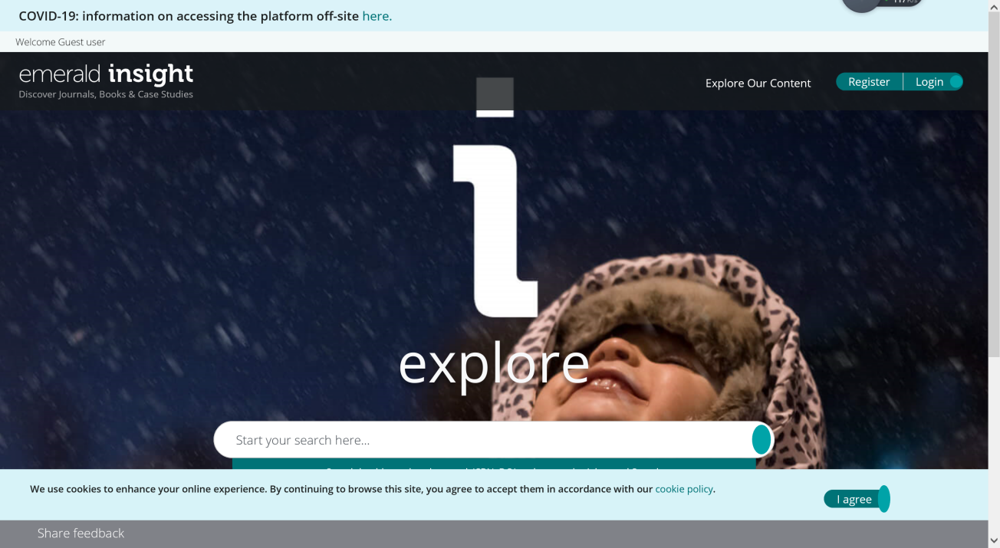 COVID-19: information on accessing the platform off-site here.
Welcome Guest user
emerald insight
Discover Journals, Books & Case Studies
Explore Our Content
Register
Login
i
explore
Start your search here...
We use cookies to enhance your online experience. By continuing to browse this site, you agree to accept them in accordance with our cookie policy.
I agree
Share feedback